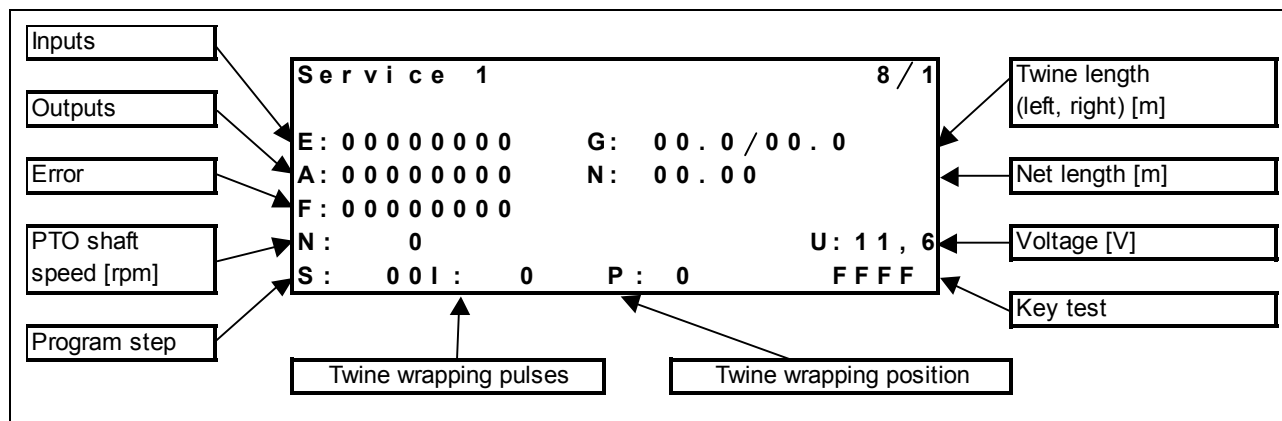 Inputs
Outputs
Error
PTO shaft
speed [rpm]
Program step
Service 1 8/1
E:00000000 G: 00.0/00.0
A:00000000 N: 00.00
F:00000000
N: 0 U:11,6
S: 00I: 0 P: 0 FFFF
Twine length
(left, right) [m]
Net length [m]
Voltage [V]
Key test
Twine wrapping pulses
Twine wrapping position